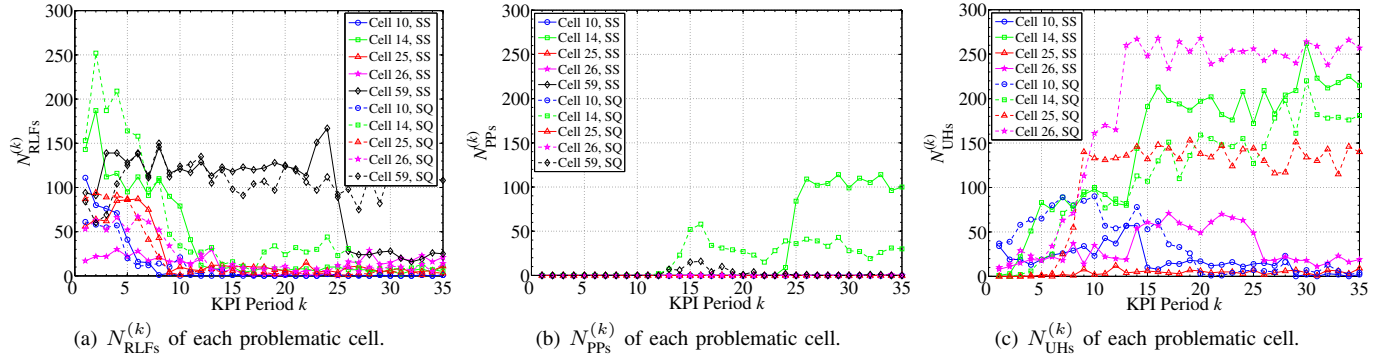 300
250
200
150
100
50
0
N_RLFs^(k)
Cell 10, SS
Cell 14, SS
Cell 25, SS
Cell 26, SS
Cell 59, SS
Cell 10, SQ
Cell 14, SQ
Cell 25, SQ
Cell 26, SQ
Cell 59, SQ
0 5 10 15 20 25 30 35
KPI Period k
(a) N_RLFs^(k) of each problematic cell.
300
250
200
150
100
50
0
N_PPs^(k)
Cell 10, SS
Cell 14, SS
Cell 25, SS
Cell 26, SS
Cell 59, SS
Cell 10, SQ
Cell 14, SQ
Cell 25, SQ
Cell 26, SQ
Cell 59, SQ
0 5 10 15 20 25 30 35
KPI Period k
(b) N_PPs^(k) of each problematic cell.
300
250
200
150
100
50
0
N_UHs^(k)
Cell 10, SS
Cell 14, SS
Cell 25, SS
Cell 26, SS
Cell 10, SQ
Cell 14, SQ
Cell 25, SQ
Cell 26, SQ
0 5 10 15 20 25 30 35
KPI Period k
(c) N_UHs^(k) of each problematic cell.